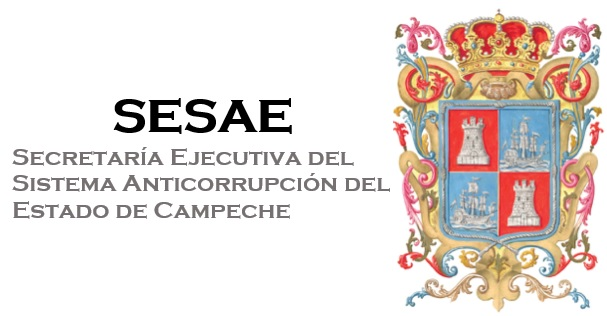 SESAE
Secretaría Ejecutiva del
Sistema Anticorrupción del
Estado de Campeche